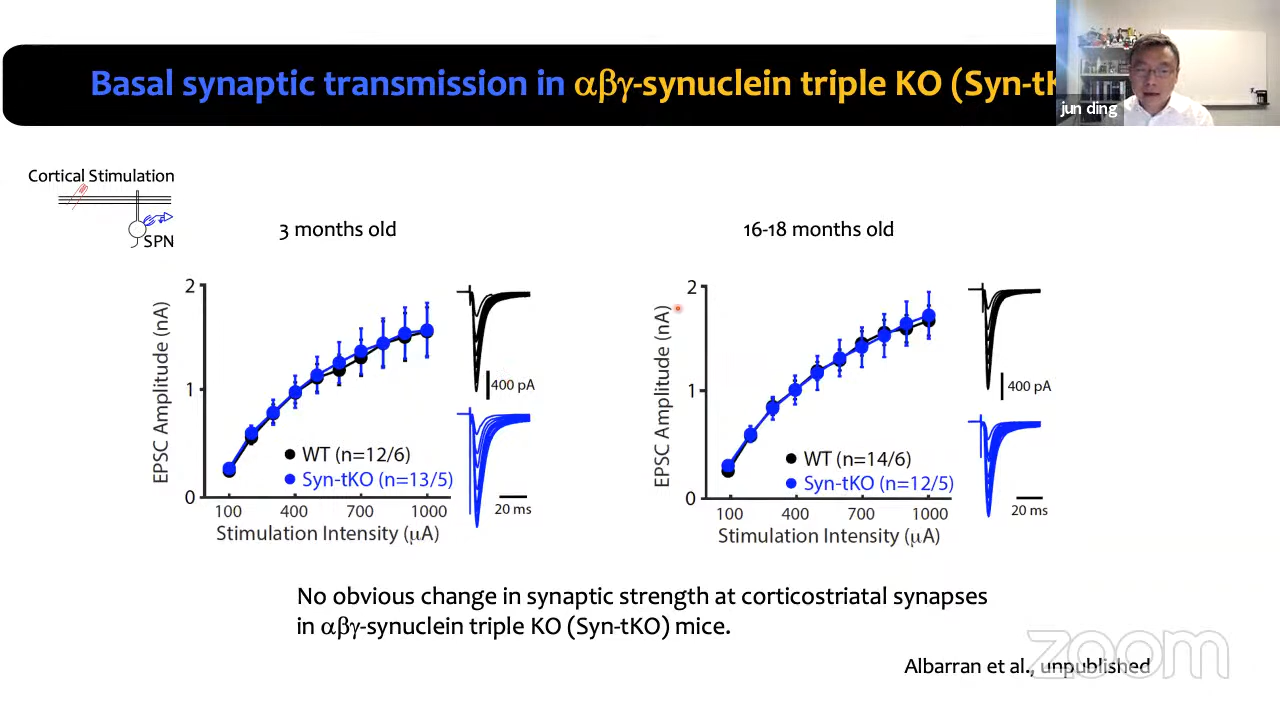 Basal synaptic transmission in αβγ-synuclein triple KO (Syn-tK
jun ding
Cortical Stimulation
SPN
3 months old
2
1
0
EPSC Amplitude (nA)
WT (n=12/6)
Syn-tKO (n=13/5)
100 400 700 1000
Stimulation Intensity (μA)
400 pA
20 ms
16-18 months old
2
1
0
EPSC Amplitude (nA)
WT (n=14/6)
Syn-tKO (n=12/5)
100 400 700 1000
Stimulation Intensity (μA)
400 pA
20 ms
No obvious change in synaptic strength at corticostriatal synapses
in αβγ-synuclein triple KO (Syn-tKO) mice.
Albarran et al., unpublished
zoom